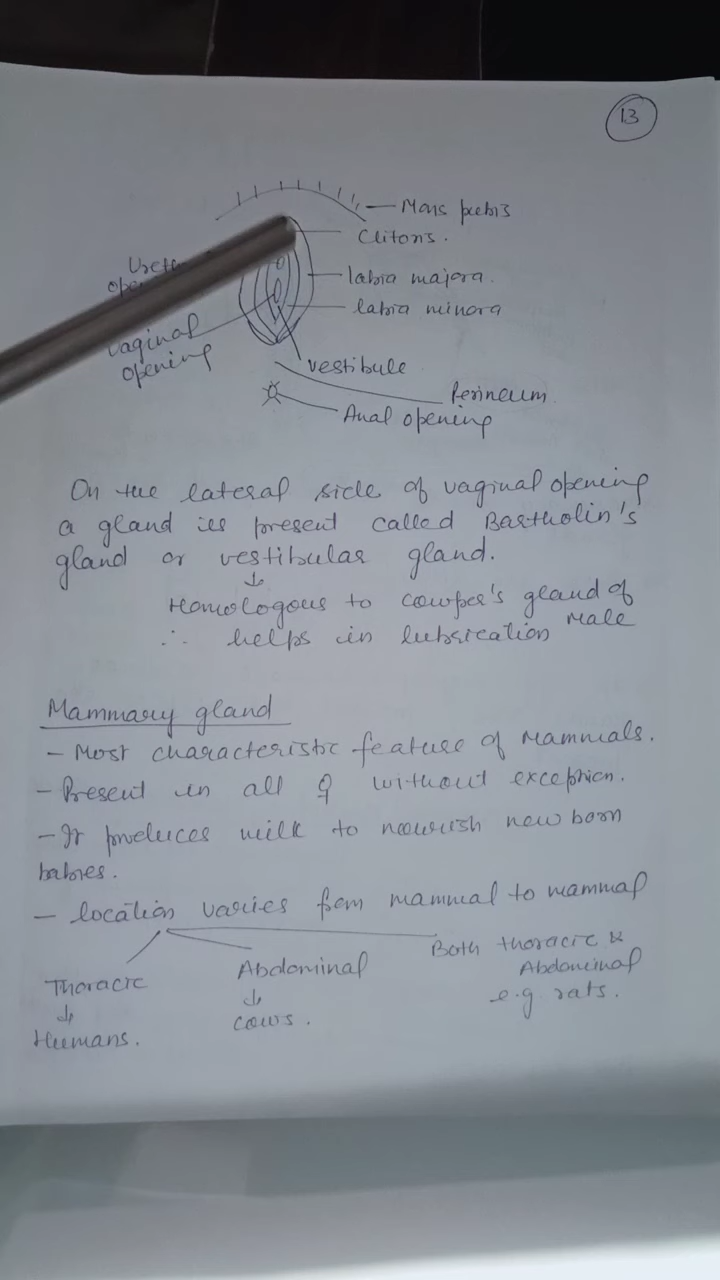 13
Mons pubis
Clitoris.
labia majora.
labia minora
vaginal
opening
vestibule
Perineum
Anal opening
On the lateral side of vaginal opening
a gland is present called Bartholin's
gland or vestibular gland.
↓
Homologous to cowper's gland of
male
∴ helps in lubrication
Mammary gland
- Most characteristic feature of Mammals.
- Present in all ♀ without exception.
- It produces milk to nourish new born
babies.
- location varies from mammal to mammal
Thoracic
↓
Humans.
Abdominal
↓
cows.
Both thoracic &
Abdominal
e.g. rats.